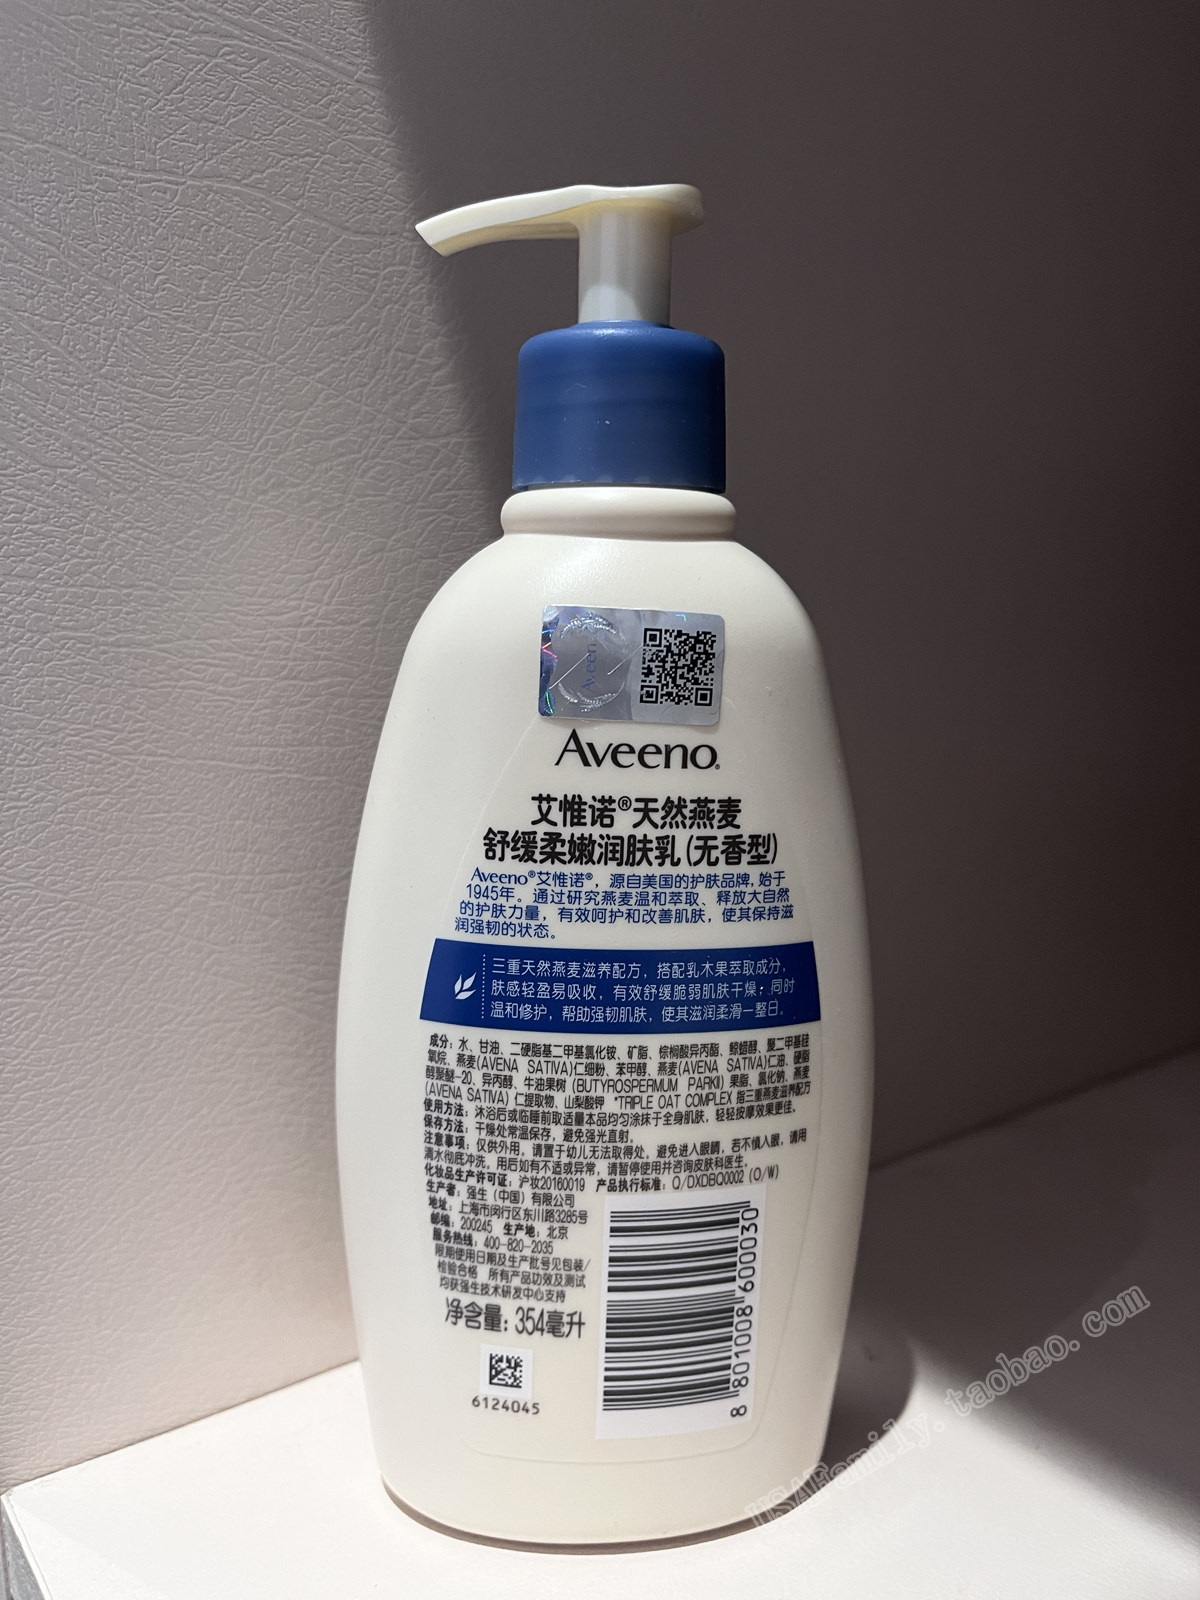 Aveeno
Aveeno®
艾惟诺®天然燕麦
舒缓柔嫩润肤乳(无香型)
Aveeno®艾惟诺®，源自美国的护肤品牌，始于
1945年。通过研究燕麦温和萃取、释放大自然
的护肤力量，有效呵护和改善肌肤，使其保持滋
润强韧的状态。
三重天然燕麦滋养配方，搭配乳木果萃取成分，
肤感轻盈易吸收，有效舒缓脆弱肌肤干燥；同时
温和修护，帮助强韧肌肤，使其滋润柔滑一整日。
成分：水、甘油、二硬脂基二甲基氯化铵、矿脂、棕榈酸异丙酯、鲸蜡醇、聚二甲基硅
氧烷、燕麦(AVENA SATIVA)仁细粉、苯甲醇、燕麦(AVENA SATIVA)仁油、硬脂
醇聚醚-20、异丙醇、牛油果树 (BUTYROSPERMUM PARKII) 果脂、氯化钠、燕麦
(AVENA SATIVA) 仁提取物、山梨酸钾 *TRIPLE OAT COMPLEX 指三重燕麦滋养配方
使用方法：沐浴后或临睡前取适量本品均匀涂抹于全身肌肤，轻轻按摩效果更佳。
保存方法：干燥处常温保存，避免强光直射。
注意事项：仅供外用。请置于幼儿无法取得处。避免进入眼睛，若不慎入眼，请用
清水彻底冲洗。用后如有不适或异常，请暂停使用并咨询皮肤科医生。
化妆品生产许可证：沪妆20160019 产品执行标准：Q/DXDBQ0002 (O/W)
生产者：强生（中国）有限公司
地址：上海市闵行区东川路3285号
邮编：200245 生产地：北京
服务热线：400-820-2035
限期使用日期及生产批号见包装/
检验合格 所有产品功效及测试
均获强生技术研发中心支持
净含量：354毫升
6124045
8 801008 600030
USAFamily.taobao.com